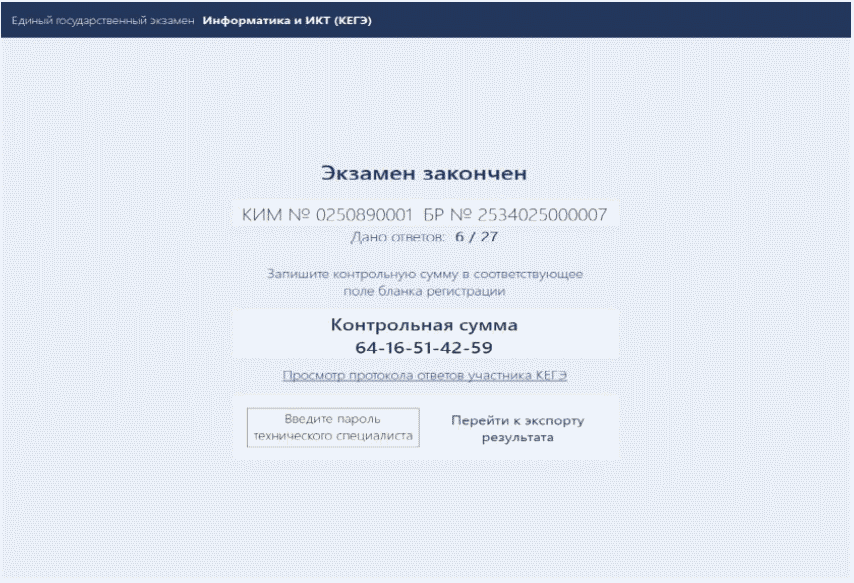 Единый государственный экзамен Информатика и ИКТ (КЕГЭ)
Экзамен закончен
КИМ № 0250890001 БР № 2534025000007
Дано ответов: 6 / 27
Запишите контрольную сумму в соответствующее
поле бланка регистрации
Контрольная сумма
64-16-51-42-59
Просмотр протокола ответов участника КЕГЭ
Введите пароль
технического специалиста
Перейти к экспорту
результата